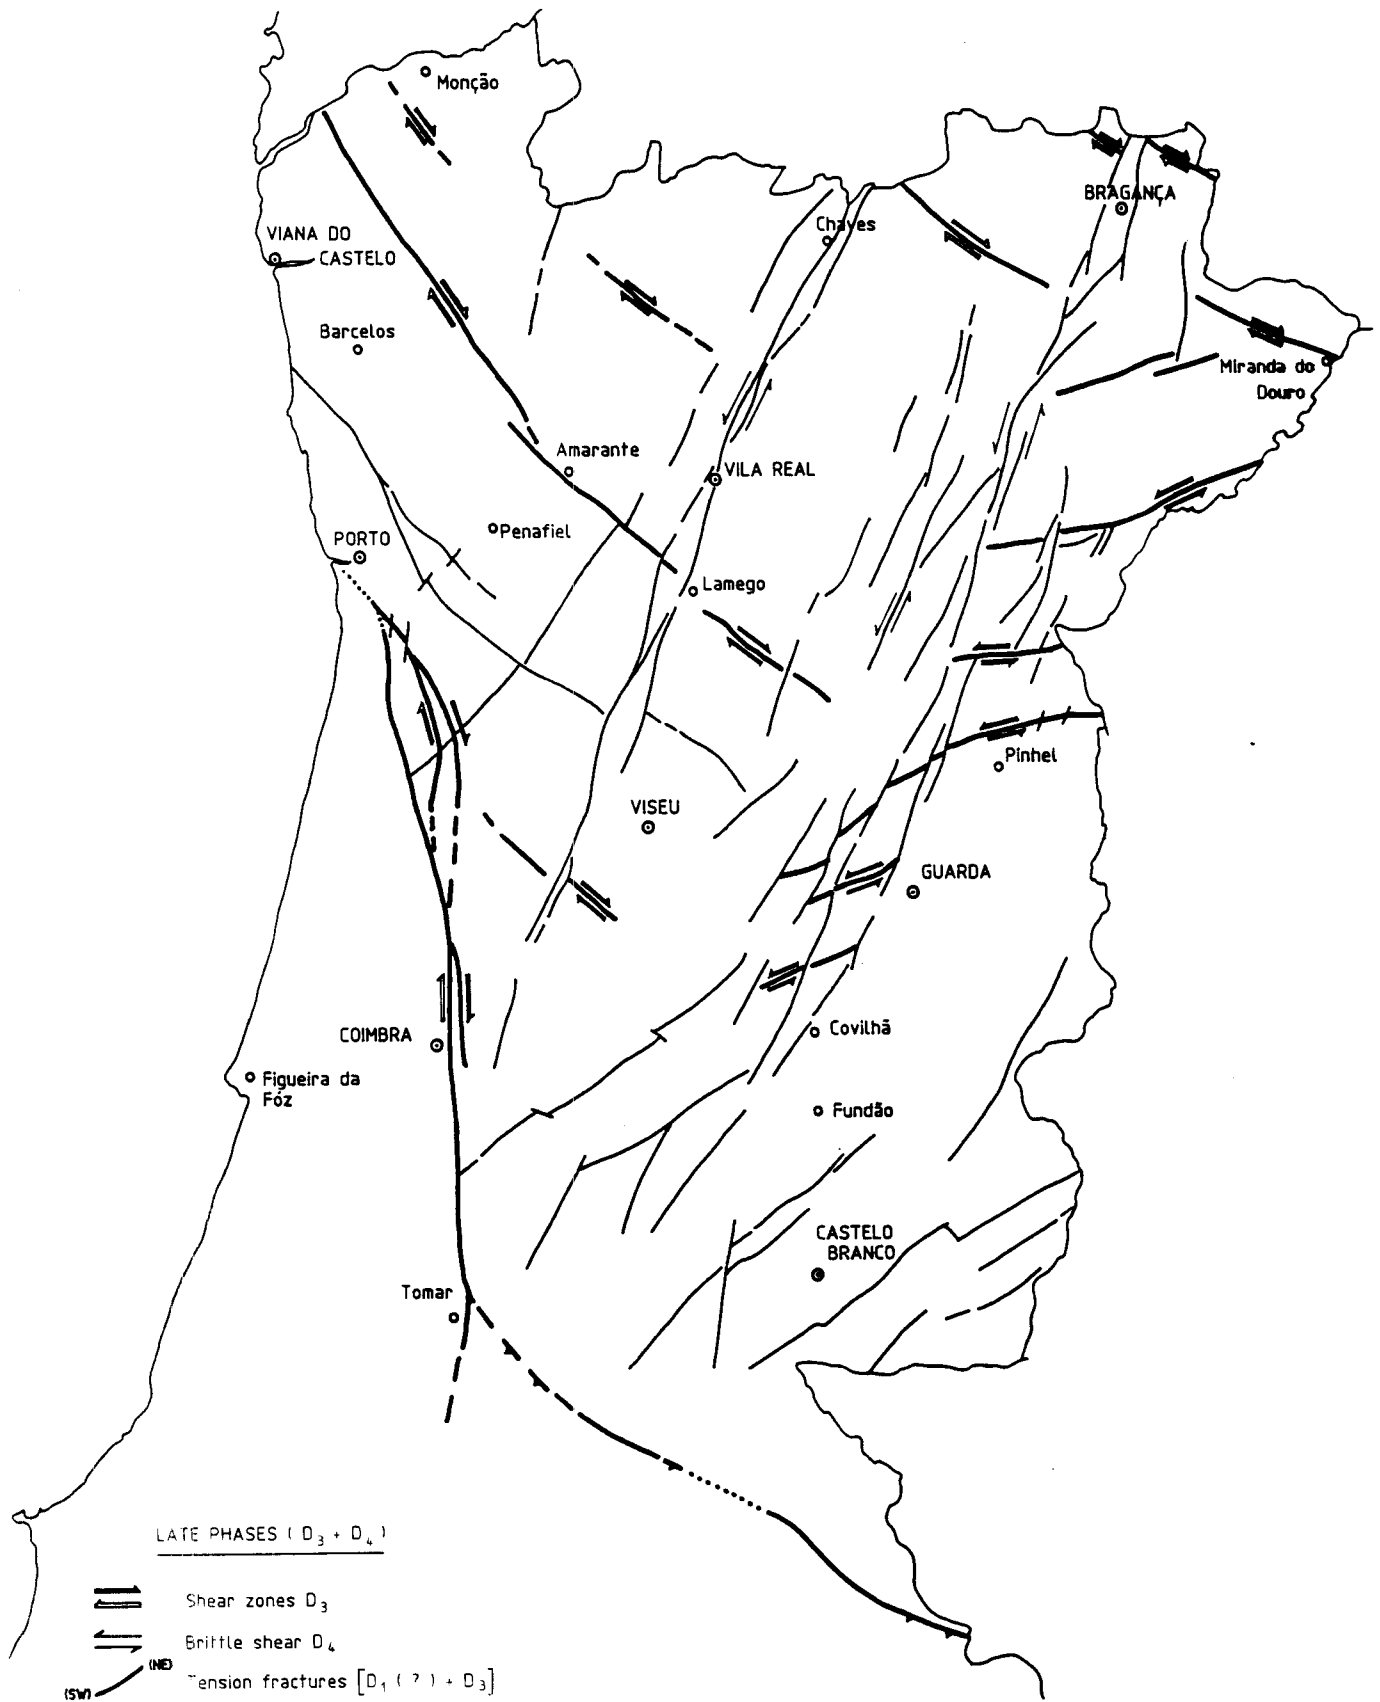 Monção
BRAGANÇA
Chaves
VIANA DO
CASTELO
Barcelos
Miranda do
Douro
Amarante
VILA REAL
Penafiel
PORTO
Lamego
Pinhel
VISEU
GUARDA
COIMBRA
Covilhã
Figueira da
Fóz
Fundão
CASTELO
BRANCO
Tomar
LATE PHASES ( D₃ + D₄ )
Shear zones D₃
Brittle shear D₄
(NE)
(SW)
Tension fractures [D₁ ( ? ) + D₃]